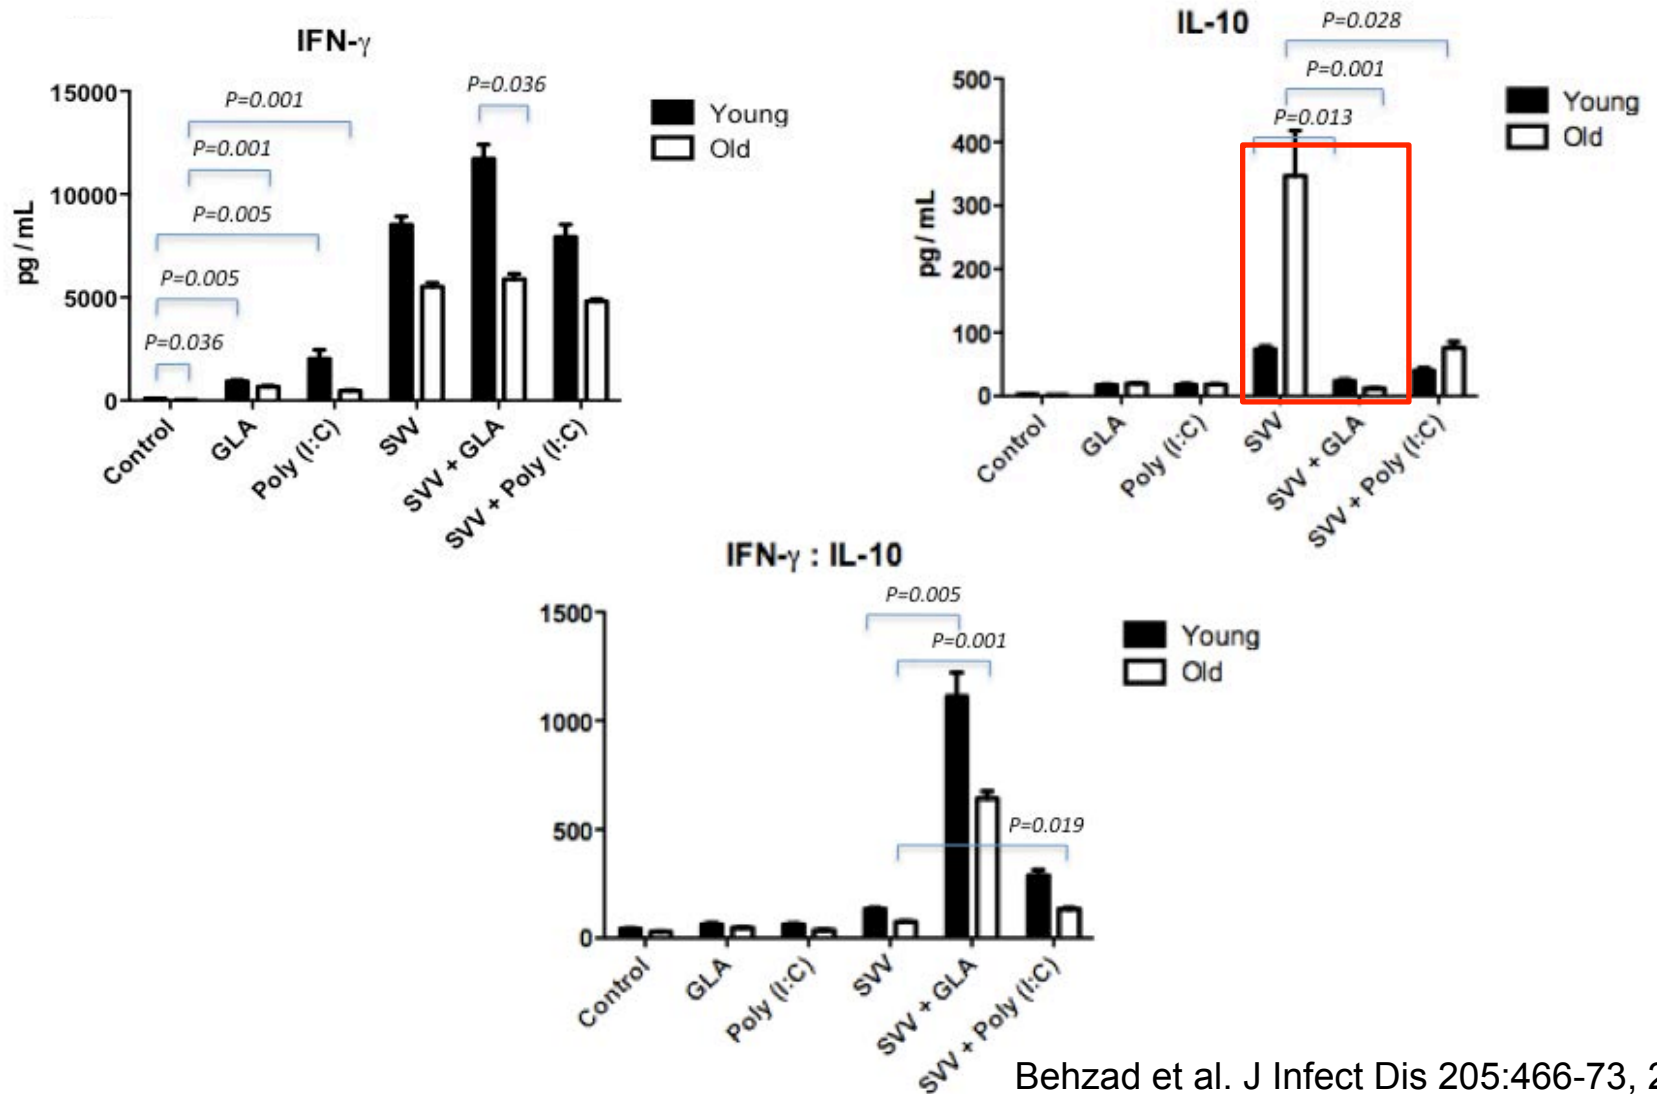 IFN-γ
15000
10000
5000
0
pg / mL
P=0.001
P=0.001
P=0.005
P=0.005
P=0.036
P=0.036
Young
Old
Control
GLA
Poly (I:C)
SVV
SVV + GLA
SVV + Poly (I:C)
IL-10
500
400
300
200
100
0
pg / mL
P=0.028
P=0.001
P=0.013
Young
Old
Control
GLA
Poly (I:C)
SVV
SVV + GLA
SVV + Poly (I:C)
IFN-γ : IL-10
1500
1000
500
0
P=0.005
P=0.001
P=0.019
Young
Old
Control
GLA
Poly (I:C)
SVV
SVV + GLA
SVV + Poly (I:C)
Behzad et al. J Infect Dis 205:466-73, 2